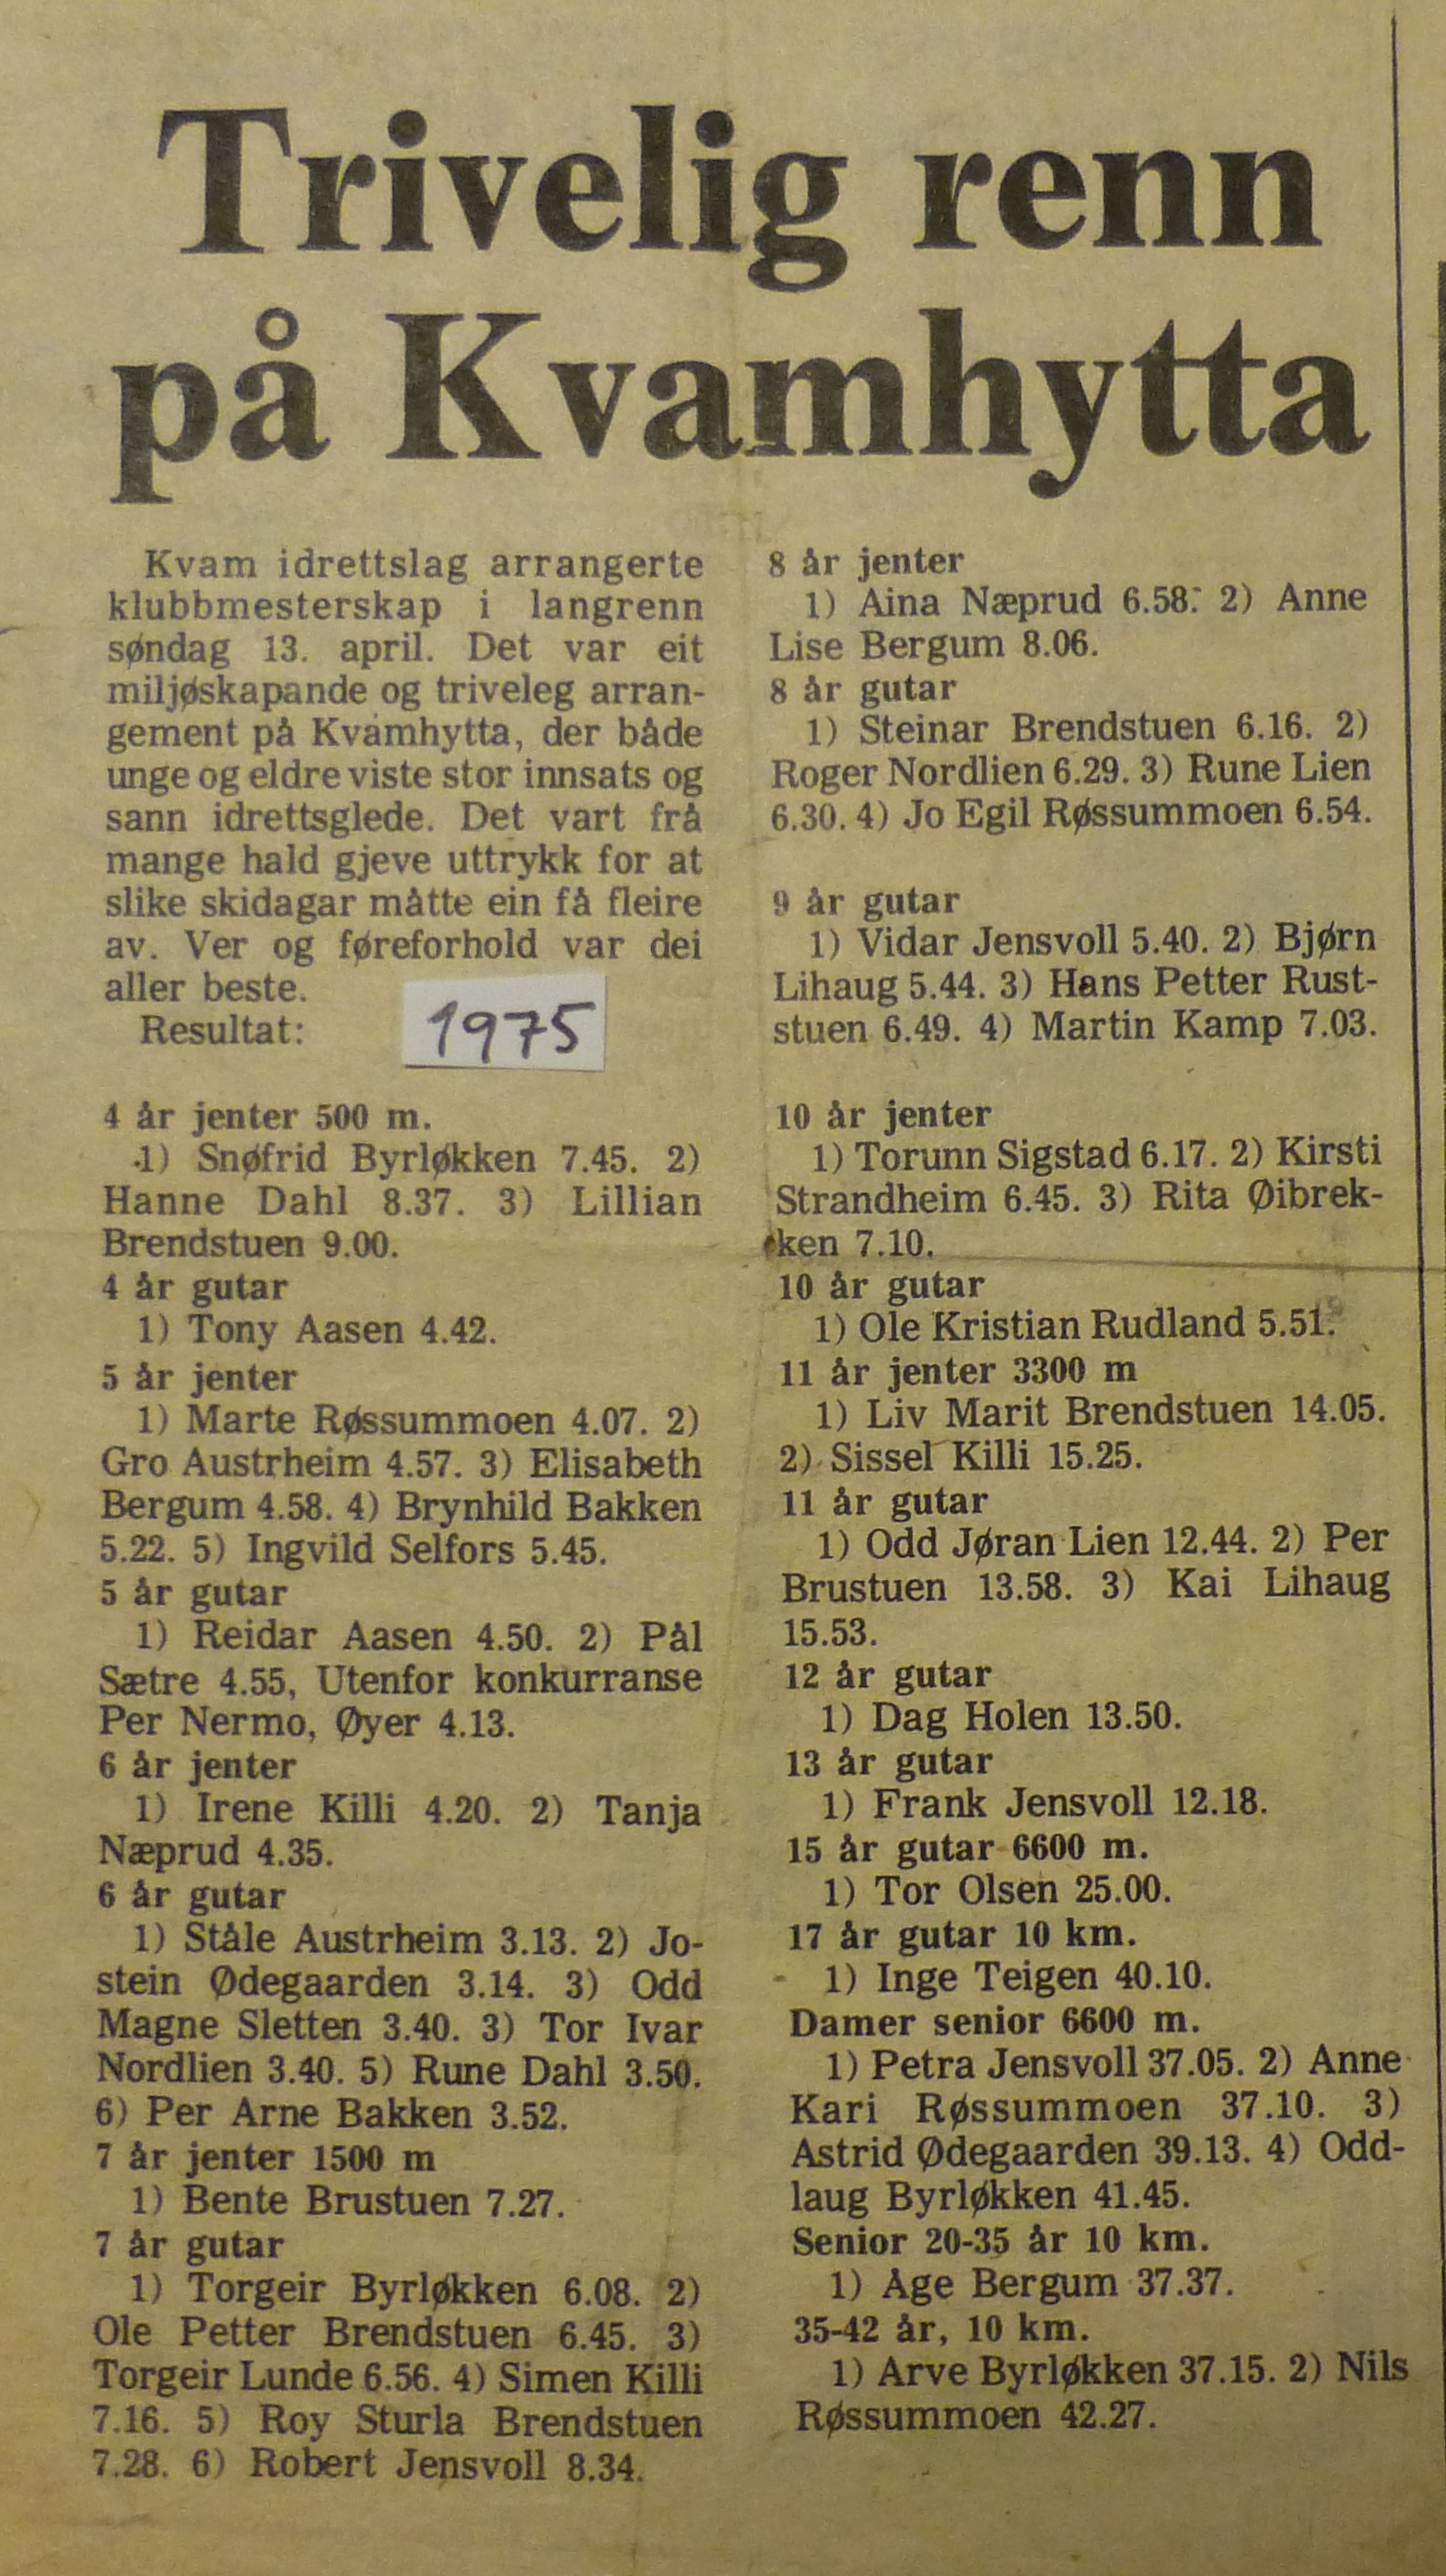 Trivelig renn
på Kvamhytta
Kvam idrettslag arrangerte
klubbmesterskap i langrenn
søndag 13. april. Det var eit
miljøskapande og triveleg arran-
gement på Kvamhytta, der både
unge og eldre viste stor innsats og
sann idrettsglede. Det vart frå
mange hald gjeve uttrykk for at
slike skidagar måtte ein få fleire
av. Ver og føreforhold var dei
aller beste.
Resultat:
1975
4 år jenter 500 m.
1) Snøfrid Byrløkken 7.45. 2)
Hanne Dahl 8.37. 3) Lillian
Brendstuen 9.00.
4 år gutar
1) Tony Aasen 4.42.
5 år jenter
1) Marte Røssummoen 4.07. 2)
Gro Austrheim 4.57. 3) Elisabeth
Bergum 4.58. 4) Brynhild Bakken
5.22. 5) Ingvild Selfors 5.45.
5 år gutar
1) Reidar Aasen 4.50. 2) Pål
Sætre 4.55, Utenfor konkurranse
Per Nermo, Øyer 4.13.
6 år jenter
1) Irene Killi 4.20. 2) Tanja
Næprud 4.35.
6 år gutar
1) Ståle Austrheim 3.13. 2) Jo-
stein Ødegaarden 3.14. 3) Odd
Magne Sletten 3.40. 3) Tor Ivar
Nordlien 3.40. 5) Rune Dahl 3.50.
6) Per Arne Bakken 3.52.
7 år jenter 1500 m
1) Bente Brustuen 7.27.
7 år gutar
1) Torgeir Byrløkken 6.08. 2)
Ole Petter Brendstuen 6.45. 3)
Torgeir Lunde 6.56. 4) Simen Killi
7.16. 5) Roy Sturla Brendstuen
7.28. 6) Robert Jensvoll 8.34.
8 år jenter
1) Aina Næprud 6.58. 2) Anne
Lise Bergum 8.06.
8 år gutar
1) Steinar Brendstuen 6.16. 2)
Roger Nordlien 6.29. 3) Rune Lien
6.30. 4) Jo Egil Røssummoen 6.54.
9 år gutar
1) Vidar Jensvoll 5.40. 2) Bjørn
Lihaug 5.44. 3) Hans Petter Rust-
stuen 6.49. 4) Martin Kamp 7.03.
10 år jenter
1) Torunn Sigstad 6.17. 2) Kirsti
Strandheim 6.45. 3) Rita Øibrek-
ken 7.10.
10 år gutar
1) Ole Kristian Rudland 5.51.
11 år jenter 3300 m
1) Liv Marit Brendstuen 14.05.
2) Sissel Killi 15.25.
11 år gutar
1) Odd Jøran Lien 12.44. 2) Per
Brustuen 13.58. 3) Kai Lihaug
15.53.
12 år gutar
1) Dag Holen 13.50.
13 år gutar
1) Frank Jensvoll 12.18.
15 år gutar 6600 m.
1) Tor Olsen 25.00.
17 år gutar 10 km.
1) Inge Teigen 40.10.
Damer senior 6600 m.
1) Petra Jensvoll 37.05. 2) Anne
Kari Røssummoen 37.10. 3)
Astrid Ødegaarden 39.13. 4) Odd-
laug Byrløkken 41.45.
Senior 20-35 år 10 km.
1) Åge Bergum 37.37.
35-42 år, 10 km.
1) Arve Byrløkken 37.15. 2) Nils
Røssummoen 42.27.